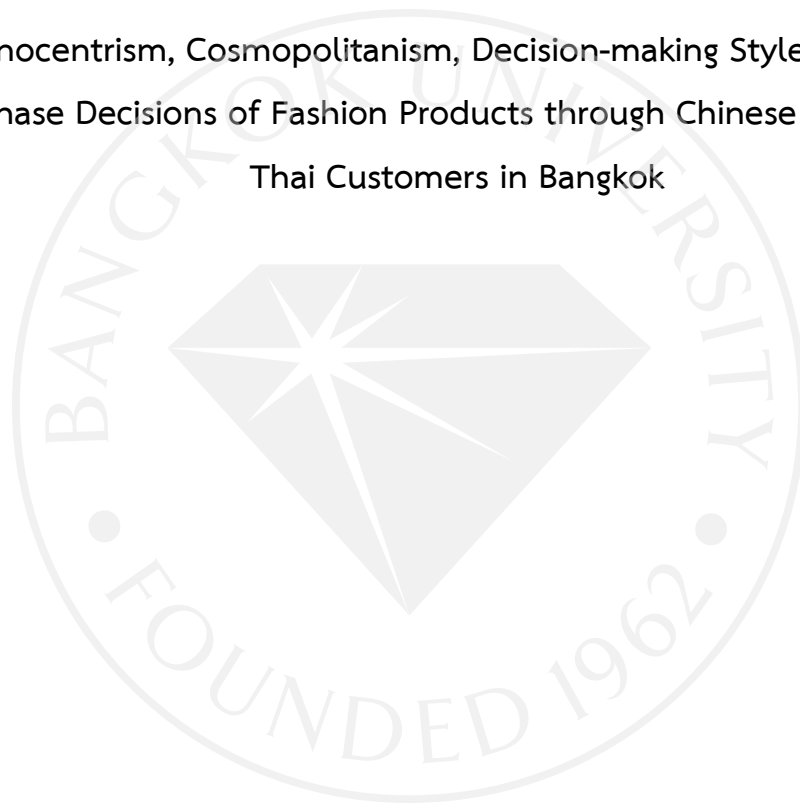 nocentrism, Cosmopolitanism, Decision-making Style
hase Decisions of Fashion Products through Chinese
Thai Customers in Bangkok
BANGKOK UNIVERSITY
FOUNDED 1962